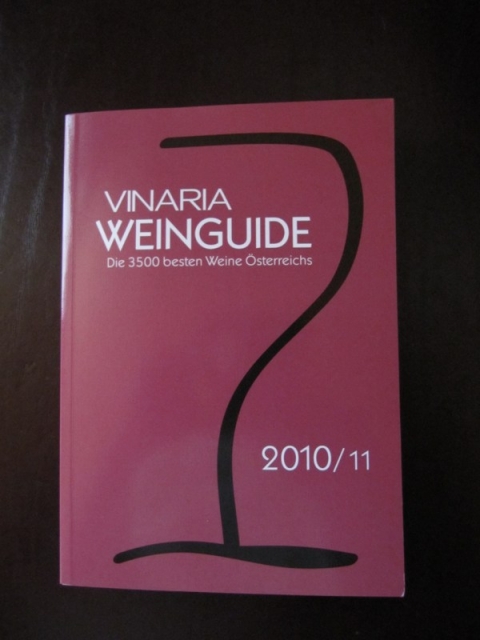 VINARIA
WEINGUIDE
Die 3500 besten Weine Österreichs
2010/11